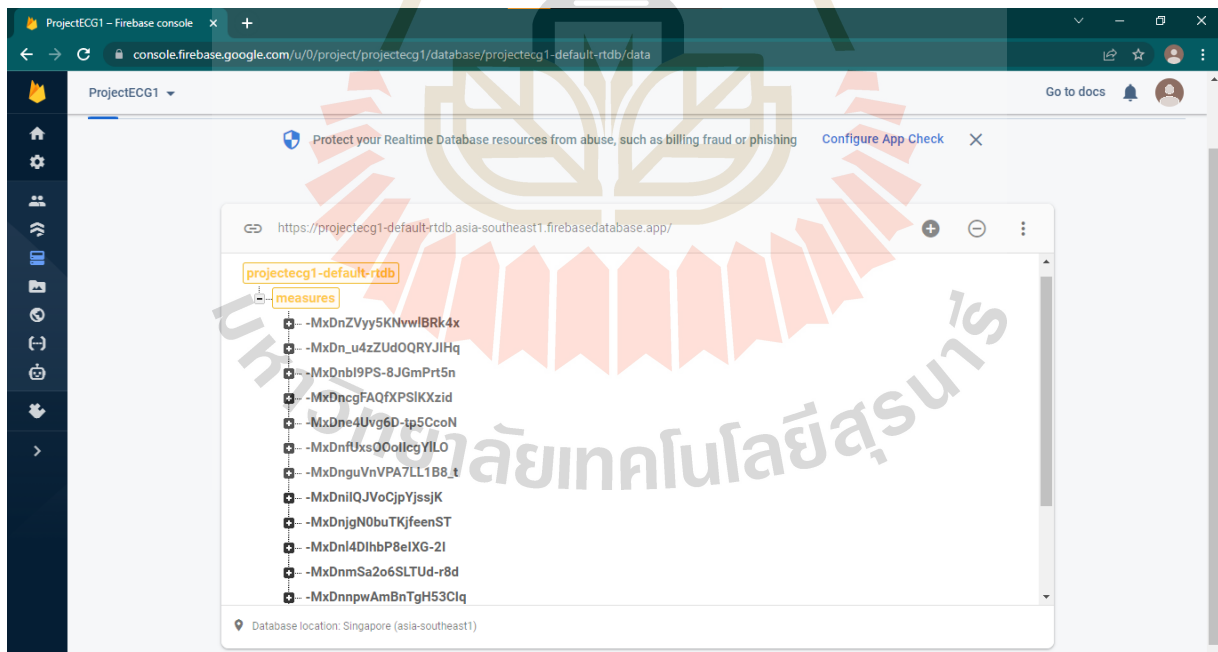 ProjectECG1 – Firebase console
console.firebase.google.com/u/0/project/projectecg1/database/projectecg1-default-rtdb/data
ProjectECG1
Go to docs
Protect your Realtime Database resources from abuse, such as billing fraud or phishing Configure App Check
https://projectecg1-default-rtdb.asia-southeast1.firebasedatabase.app/
projectecg1-default-rtdb
measures
-MxDnZVyy5KNvwlBRk4x
-MxDn_u4zZUdOQRYJIHq
-MxDnbI9PS-8JGmPrt5n
-MxDncgFAQfXPSlKXzid
-MxDne4Uvg6D-tp5CcoN
-MxDnfUxsOOoIlcgYlLO
-MxDnguVnVPA7LL1B8_t
-MxDnilQJVoCjpYjssjK
-MxDnjgN0buTKjfeenST
-MxDnl4DlhbP8eIXG-2I
-MxDnmSa2o6SLTUd-r8d
-MxDnnpwAmBnTgH53Clq
Database location: Singapore (asia-southeast1)
มหาวิทยาลัยเทคโนโลยีสุรนารี